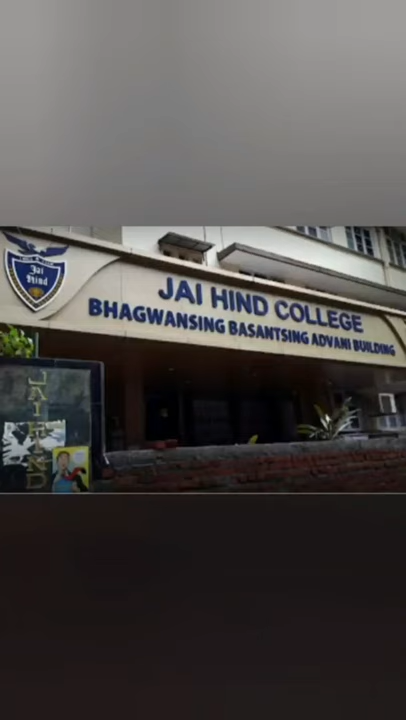 Jai
Hind
JAI HIND COLLEGE
BHAGWANSING BASANTSING ADVANI BUILDING
JAI HIND